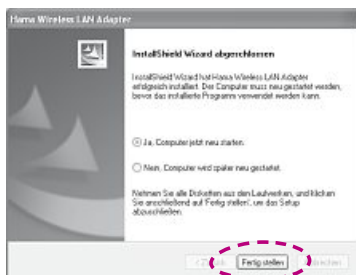 Hama Wireless LAN Adapter
InstallShield Wizard abgeschlossen
InstallShield Wizard hat Hama Wireless LAN Adapter
erfolgreich installiert. Der Computer muss neu gestartet werden,
bevor das installierte Programm verwendet werden kann.
Ja, Computer jetzt neu starten.
Nein, Computer wird später neu gestartet.
Nehmen Sie alle Disketten aus den Laufwerken, und klicken
Sie anschließend auf 'Fertig stellen', um das Setup
abzuschließen.
Fertig stellen